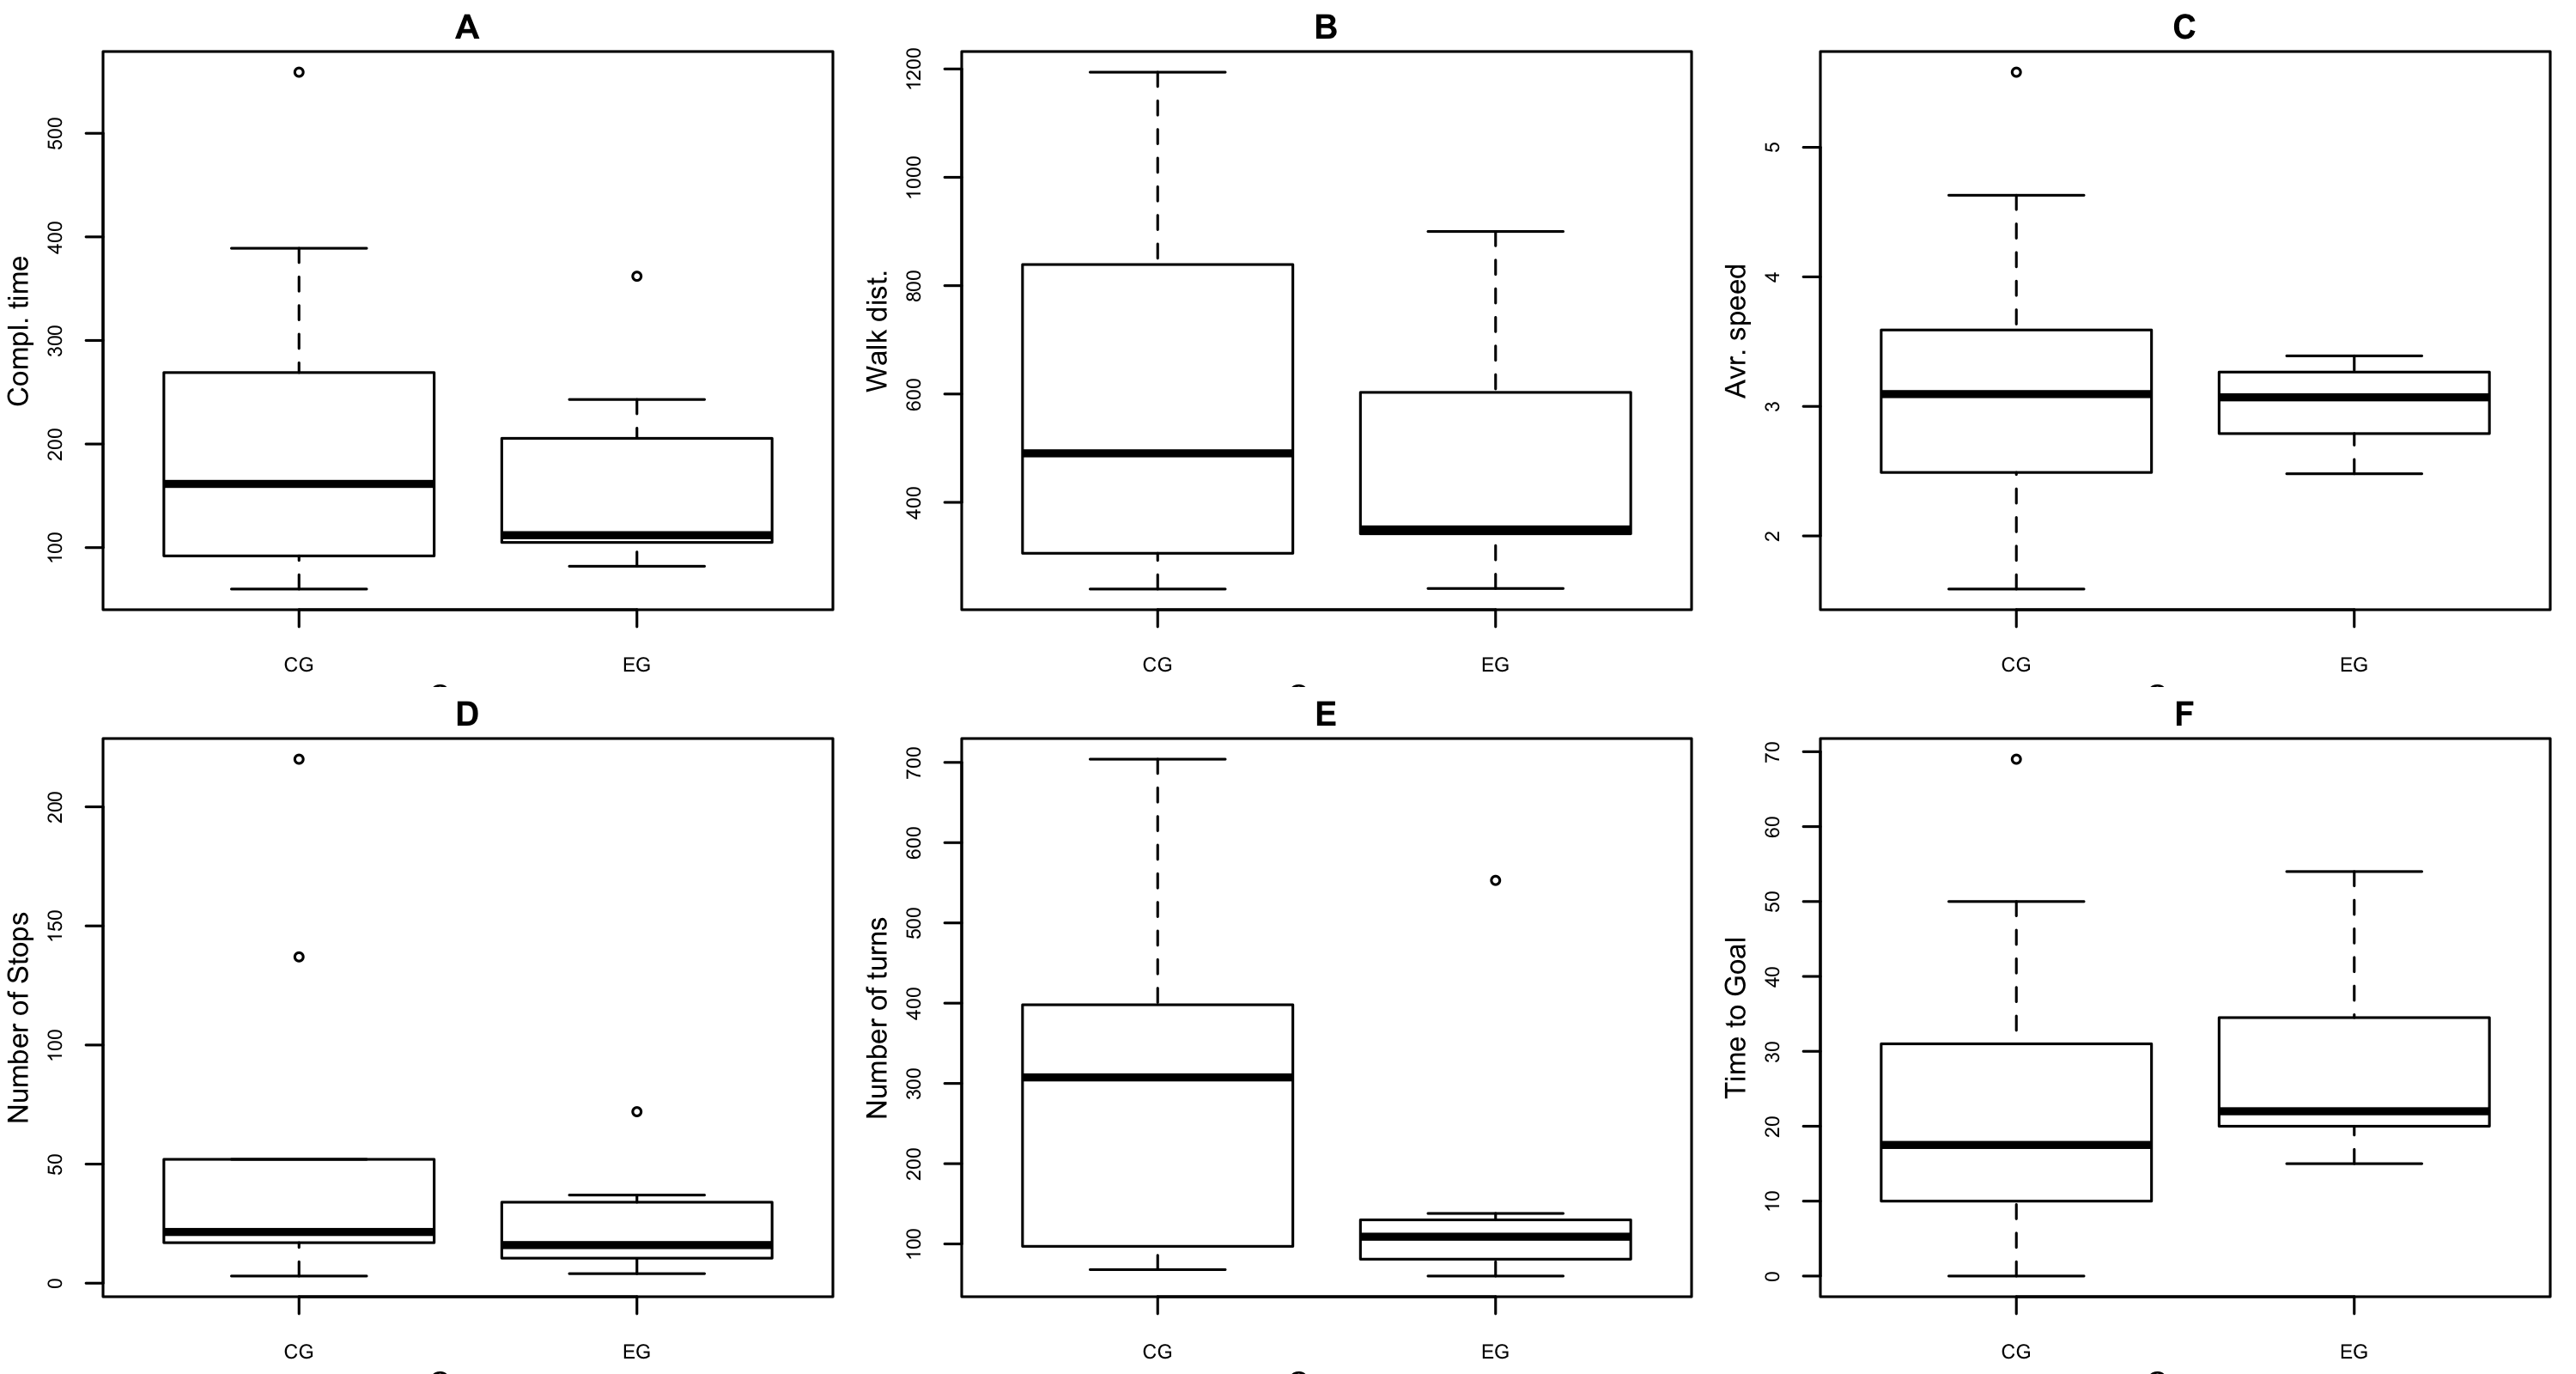 A
B
C
Compl. time
500
400
300
200
100
CG
EG
Walk dist.
1200
1000
800
600
400
CG
EG
Avr. speed
5
4
3
2
CG
EG
D
E
F
Number of Stops
200
150
100
50
0
CG
EG
Number of turns
700
600
500
400
300
200
100
CG
EG
Time to Goal
70
60
50
40
30
20
10
0
CG
EG